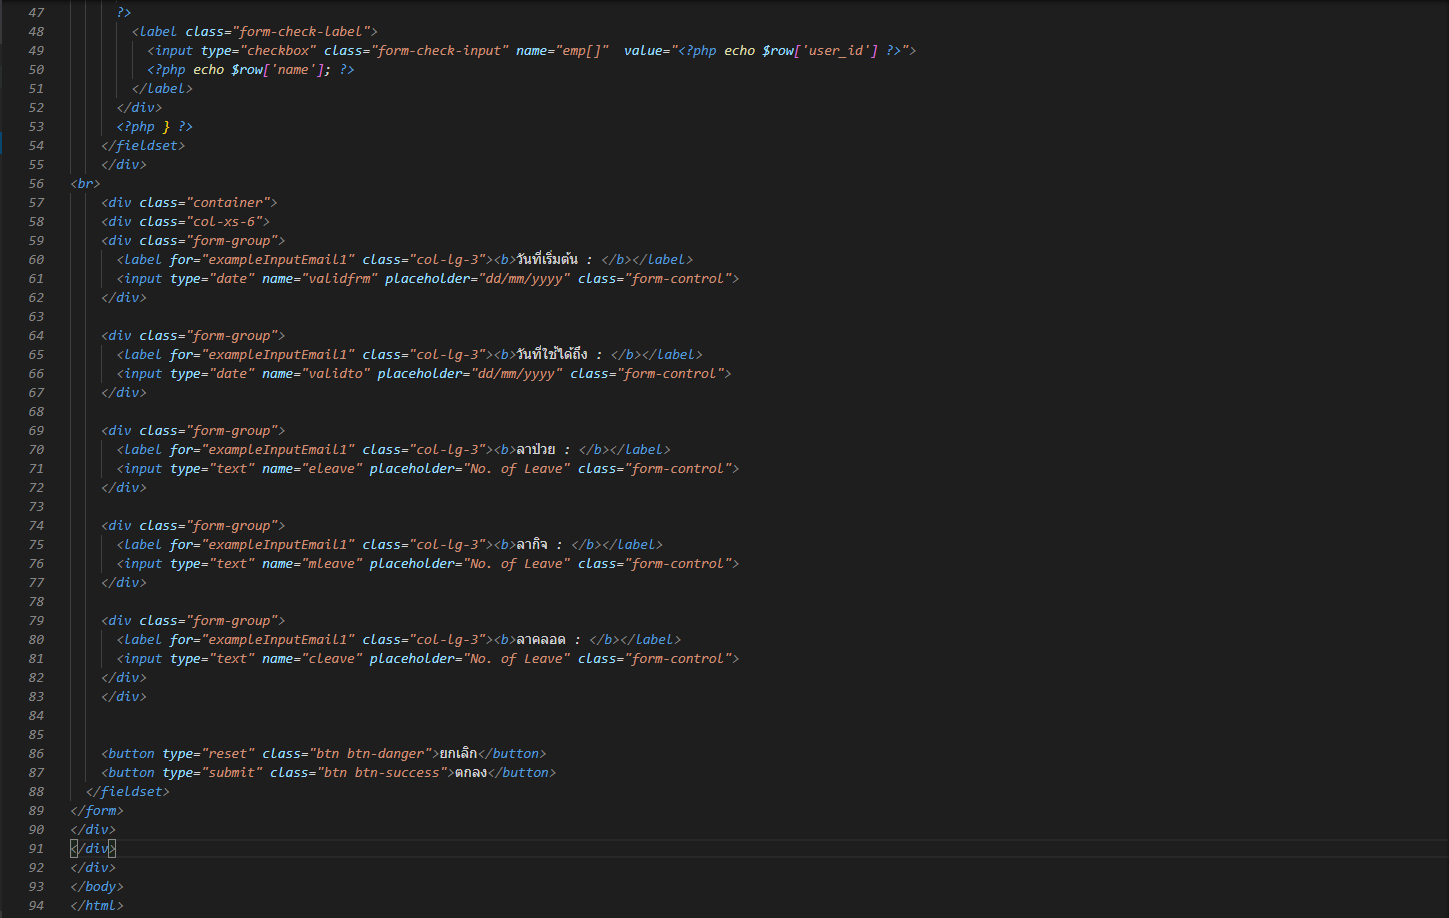 47 ?>
48 <label class="form-check-label">
49 <input type="checkbox" class="form-check-input" name="emp[]"  value="<?php echo $row['user_id'] ?>">
50 <?php echo $row['name']; ?>
51 </label>
52 </div>
53 <?php } ?>
54 </fieldset>
55 </div>
56 <br>
57 <div class="container">
58 <div class="col-xs-6">
59 <div class="form-group">
60 <label for="exampleInputEmail1" class="col-lg-3"><b>วันที่เริ่มต้น : </b></label>
61 <input type="date" name="validfrm" placeholder="dd/mm/yyyy" class="form-control">
62 </div>
63
64 <div class="form-group">
65 <label for="exampleInputEmail1" class="col-lg-3"><b>วันที่ใช้ได้ถึง : </b></label>
66 <input type="date" name="validto" placeholder="dd/mm/yyyy" class="form-control">
67 </div>
68
69 <div class="form-group">
70 <label for="exampleInputEmail1" class="col-lg-3"><b>ลาป่วย : </b></label>
71 <input type="text" name="eleave" placeholder="No. of Leave" class="form-control">
72 </div>
73
74 <div class="form-group">
75 <label for="exampleInputEmail1" class="col-lg-3"><b>ลากิจ : </b></label>
76 <input type="text" name="mleave" placeholder="No. of Leave" class="form-control">
77 </div>
78
79 <div class="form-group">
80 <label for="exampleInputEmail1" class="col-lg-3"><b>ลาคลอด : </b></label>
81 <input type="text" name="cleave" placeholder="No. of Leave" class="form-control">
82 </div>
83 </div>
84
85
86 <button type="reset" class="btn btn-danger">ยกเลิก</button>
87 <button type="submit" class="btn btn-success">ตกลง</button>
88 </fieldset>
89 </form>
90 </div>
91 </div>
92 </div>
93 </body>
94 </html>